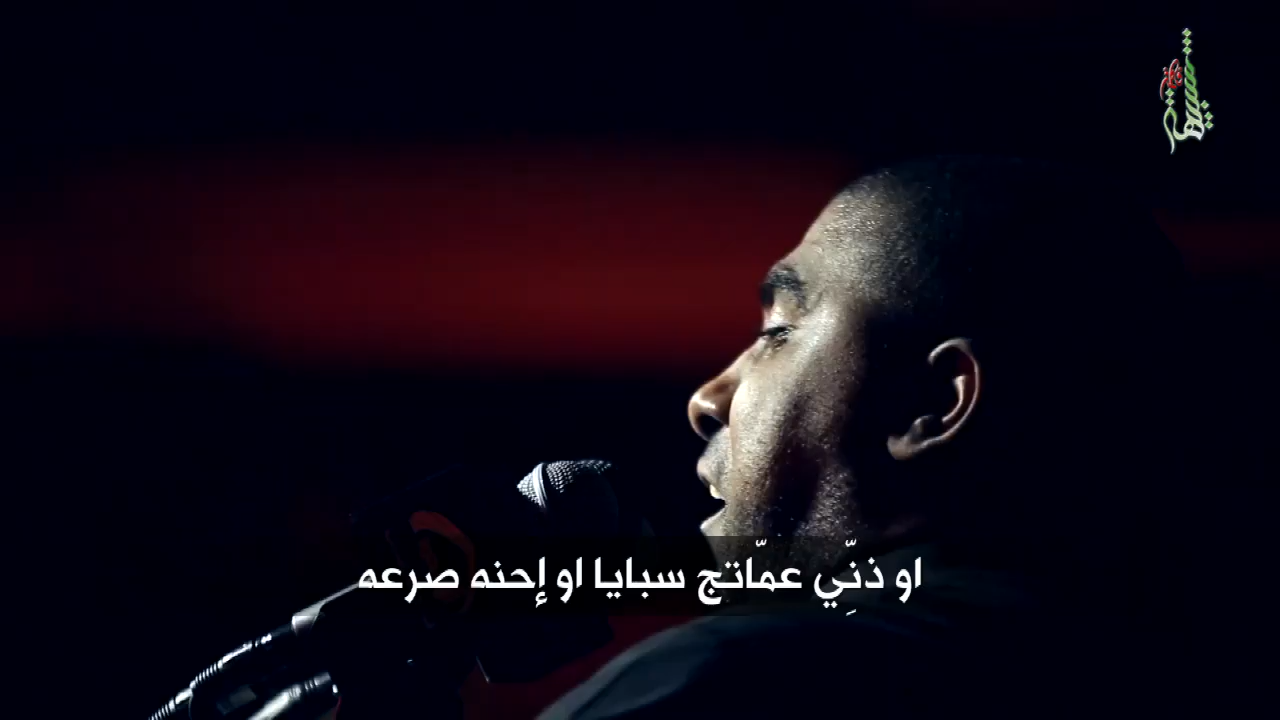 او ذنِّي عمّاتج سبايا او إحنه صرعه